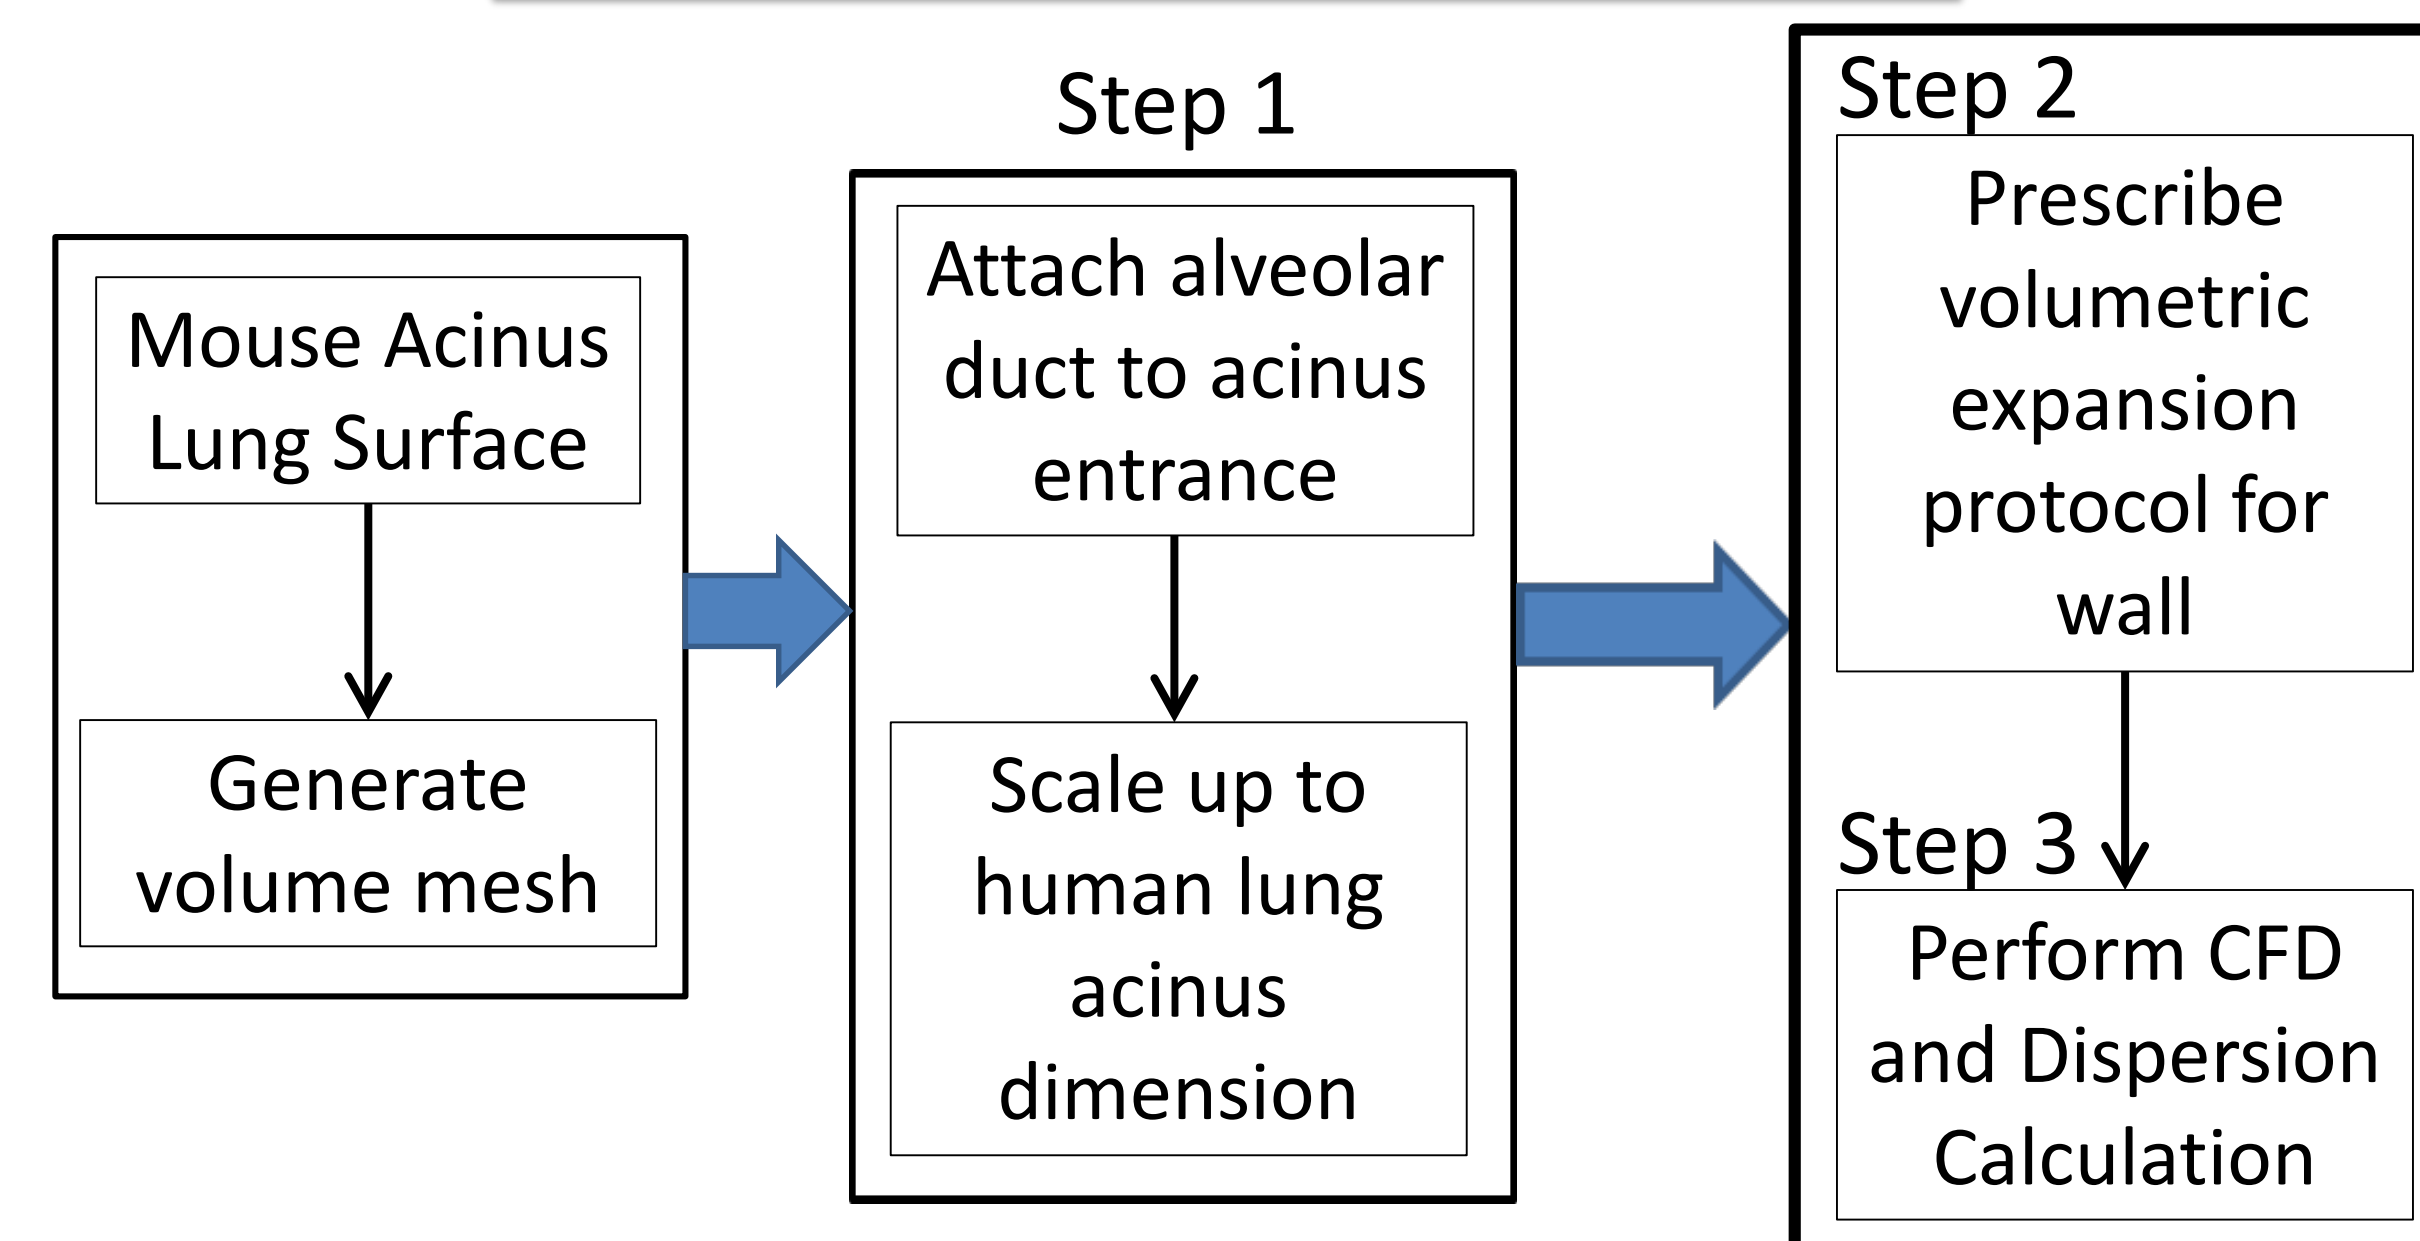 Mouse Acinus
Lung Surface
Generate
volume mesh
Step 1
Attach alveolar
duct to acinus
entrance
Scale up to
human lung
acinus
dimension
Step 2
Prescribe
volumetric
expansion
protocol for
wall
Step 3
Perform CFD
and Dispersion
Calculation